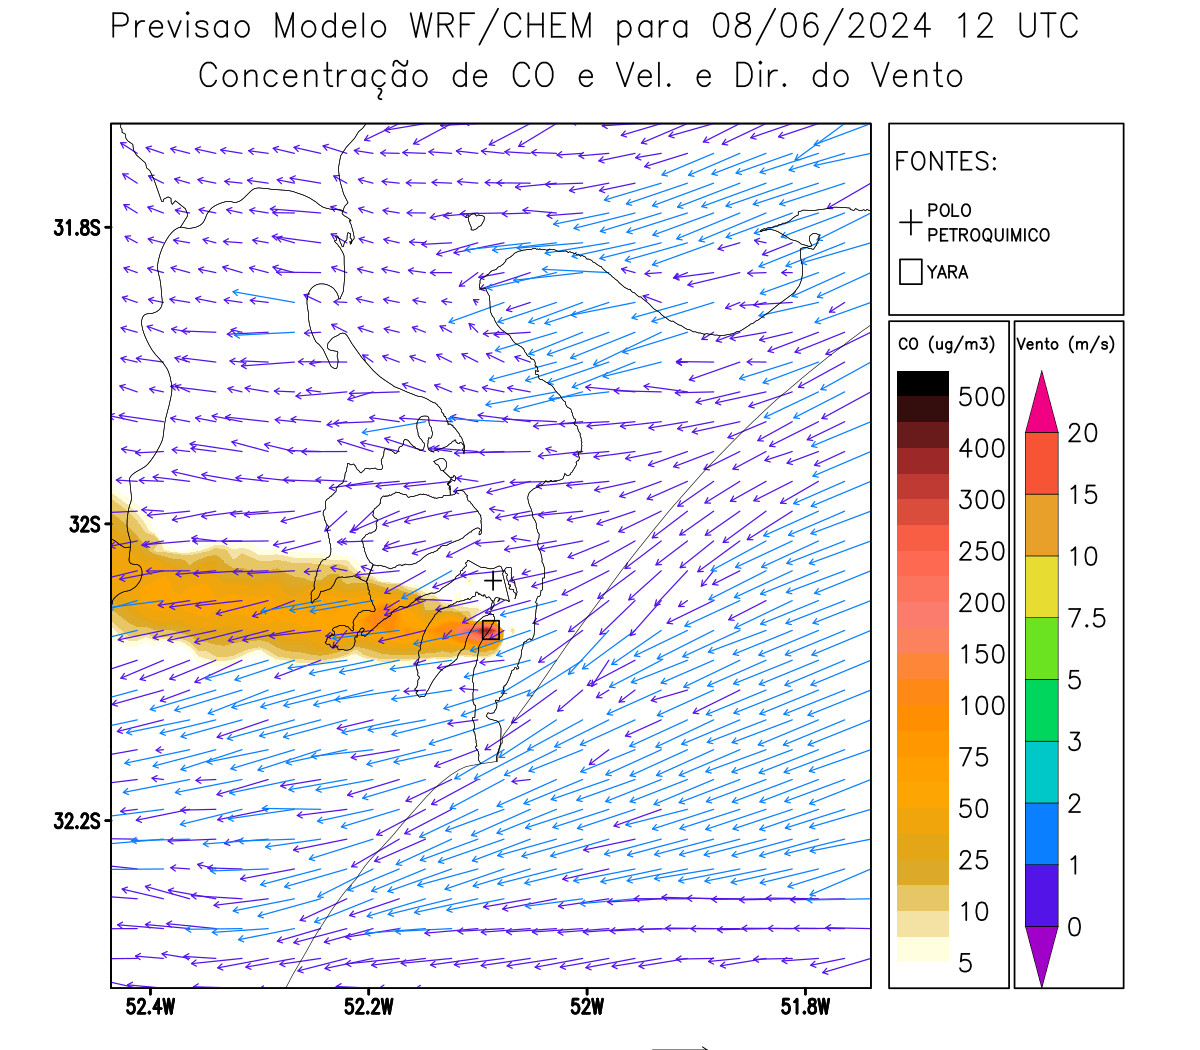 Previsao Modelo WRF/CHEM para 08/06/2024 12 UTC
Concentração de CO e Vel. e Dir. do Vento
FONTES:
POLO
PETROQUIMICO
YARA
CO (ug/m3)
500
400
300
250
200
150
100
75
50
25
10
5
Vento (m/s)
20
15
10
7.5
5
3
2
1
0
31.8S
32S
32.2S
52.4W
52.2W
52W
51.8W